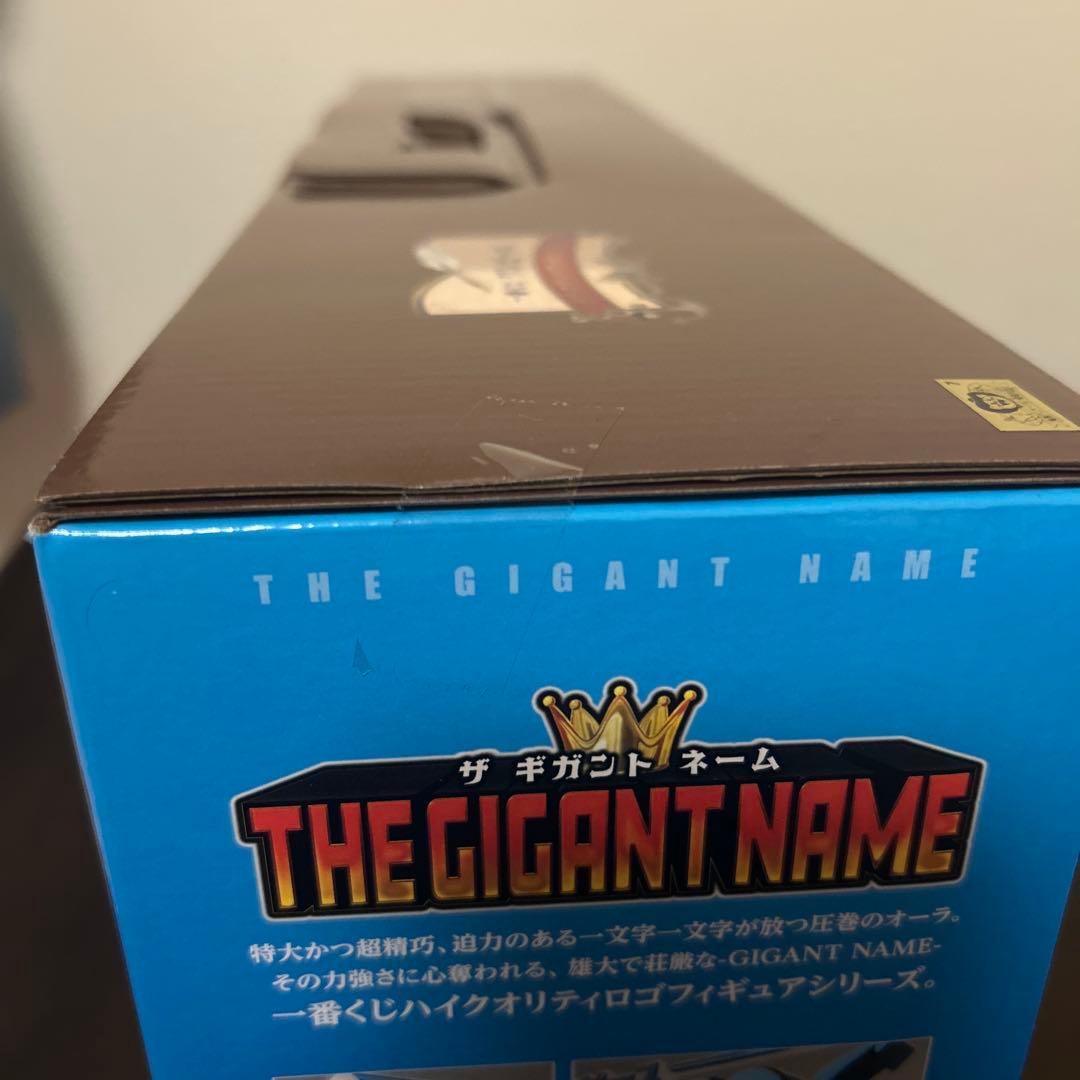 THE GIGANT NAME
ザ ギガント ネーム
THE GIGANT NAME
特大かつ超精巧、迫力のある一文字一文字が放つ圧巻のオーラ。
その力強さに心奪われる、雄大で荘厳な-GIGANT NAME-
一番くじハイクオリティロゴフィギュアシリーズ。